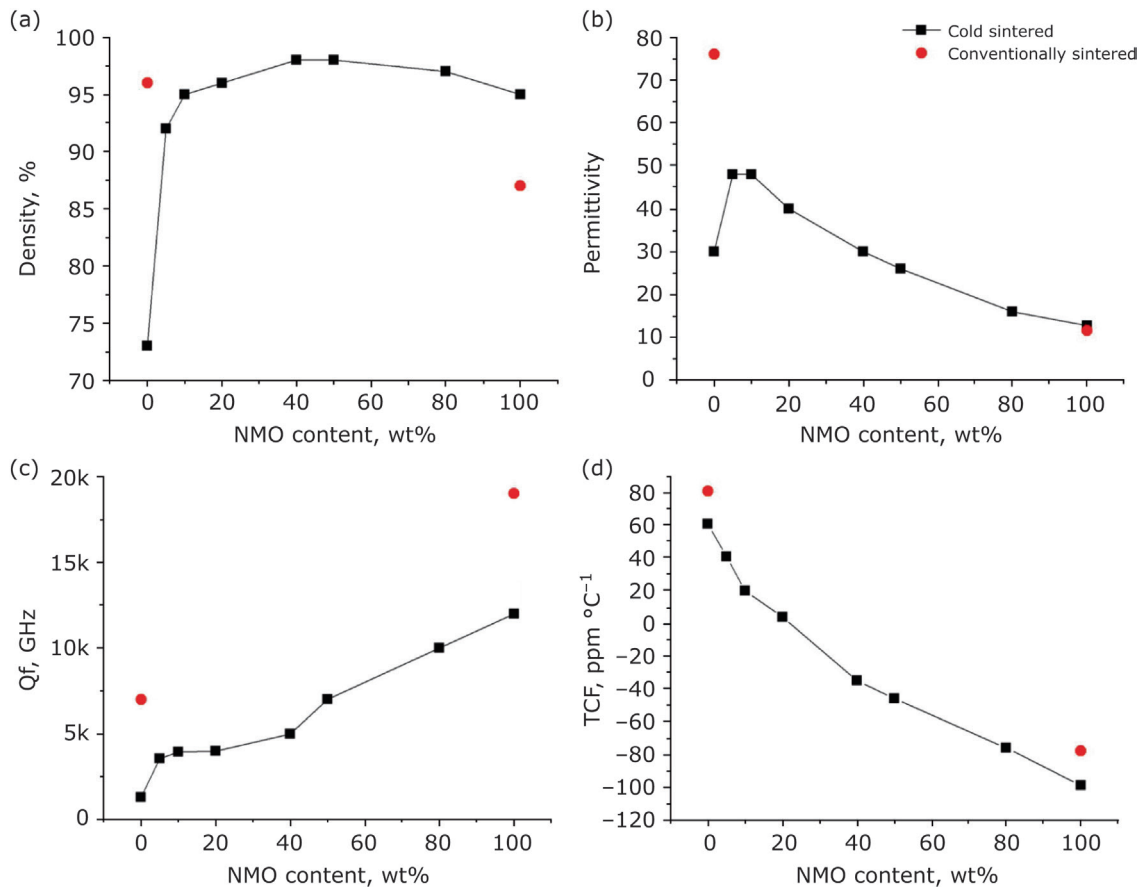 (a)
100
95
90
85
80
75
70
Density, %
0 20 40 60 80 100
NMO content, wt%
(b)
Cold sintered
Conventionally sintered
80
70
60
50
40
30
20
10
0
Permittivity
0 20 40 60 80 100
NMO content, wt%
(c)
20k
15k
10k
5k
0
Qf, GHz
0 20 40 60 80 100
NMO content, wt%
(d)
80
60
40
20
0
−20
−40
−60
−80
−100
−120
TCF, ppm °C−1
0 20 40 60 80 100
NMO content, wt%